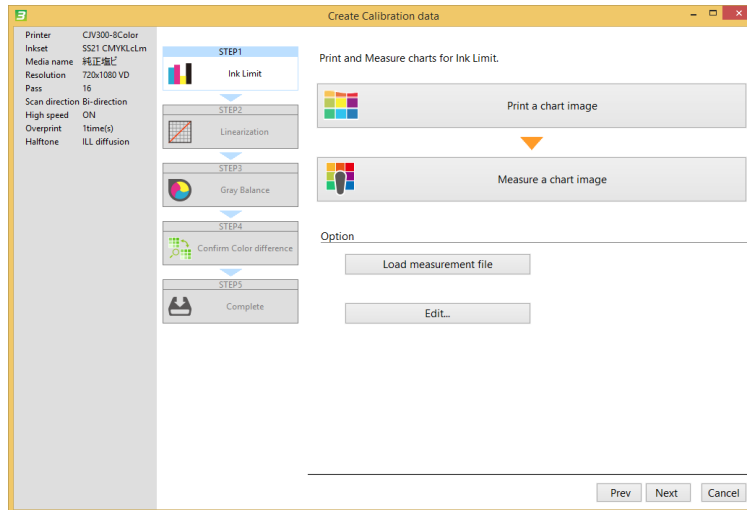 Create Calibration data
Printer CJV300-8Color
Inkset SS21 CMYKLcLm
Media name 純正塩ビ
Resolution 720x1080 VD
Pass 16
Scan direction Bi-direction
High speed ON
Overprint 1time(s)
Halftone ILL diffusion
STEP1
Ink Limit
STEP2
Linearization
STEP3
Gray Balance
STEP4
Confirm Color difference
STEP5
Complete
Print and Measure charts for Ink Limit.
Print a chart image
Measure a chart image
Option
Load measurement file
Edit...
Prev Next Cancel